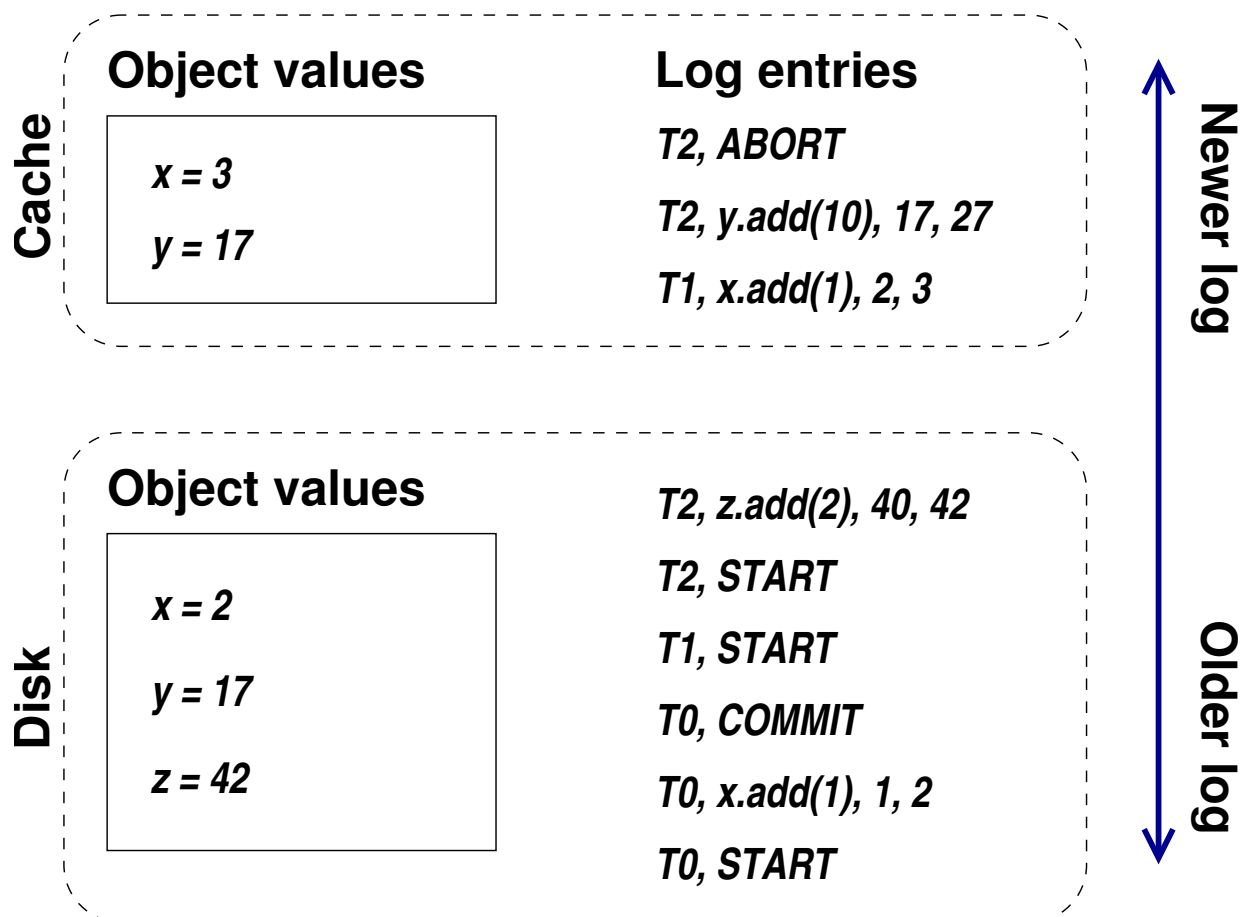 Cache
Object values
x = 3
y = 17
Log entries
T2, ABORT
T2, y.add(10), 17, 27
T1, x.add(1), 2, 3
Disk
Object values
x = 2
y = 17
z = 42
T2, z.add(2), 40, 42
T2, START
T1, START
T0, COMMIT
T0, x.add(1), 1, 2
T0, START
Newer log
Older log